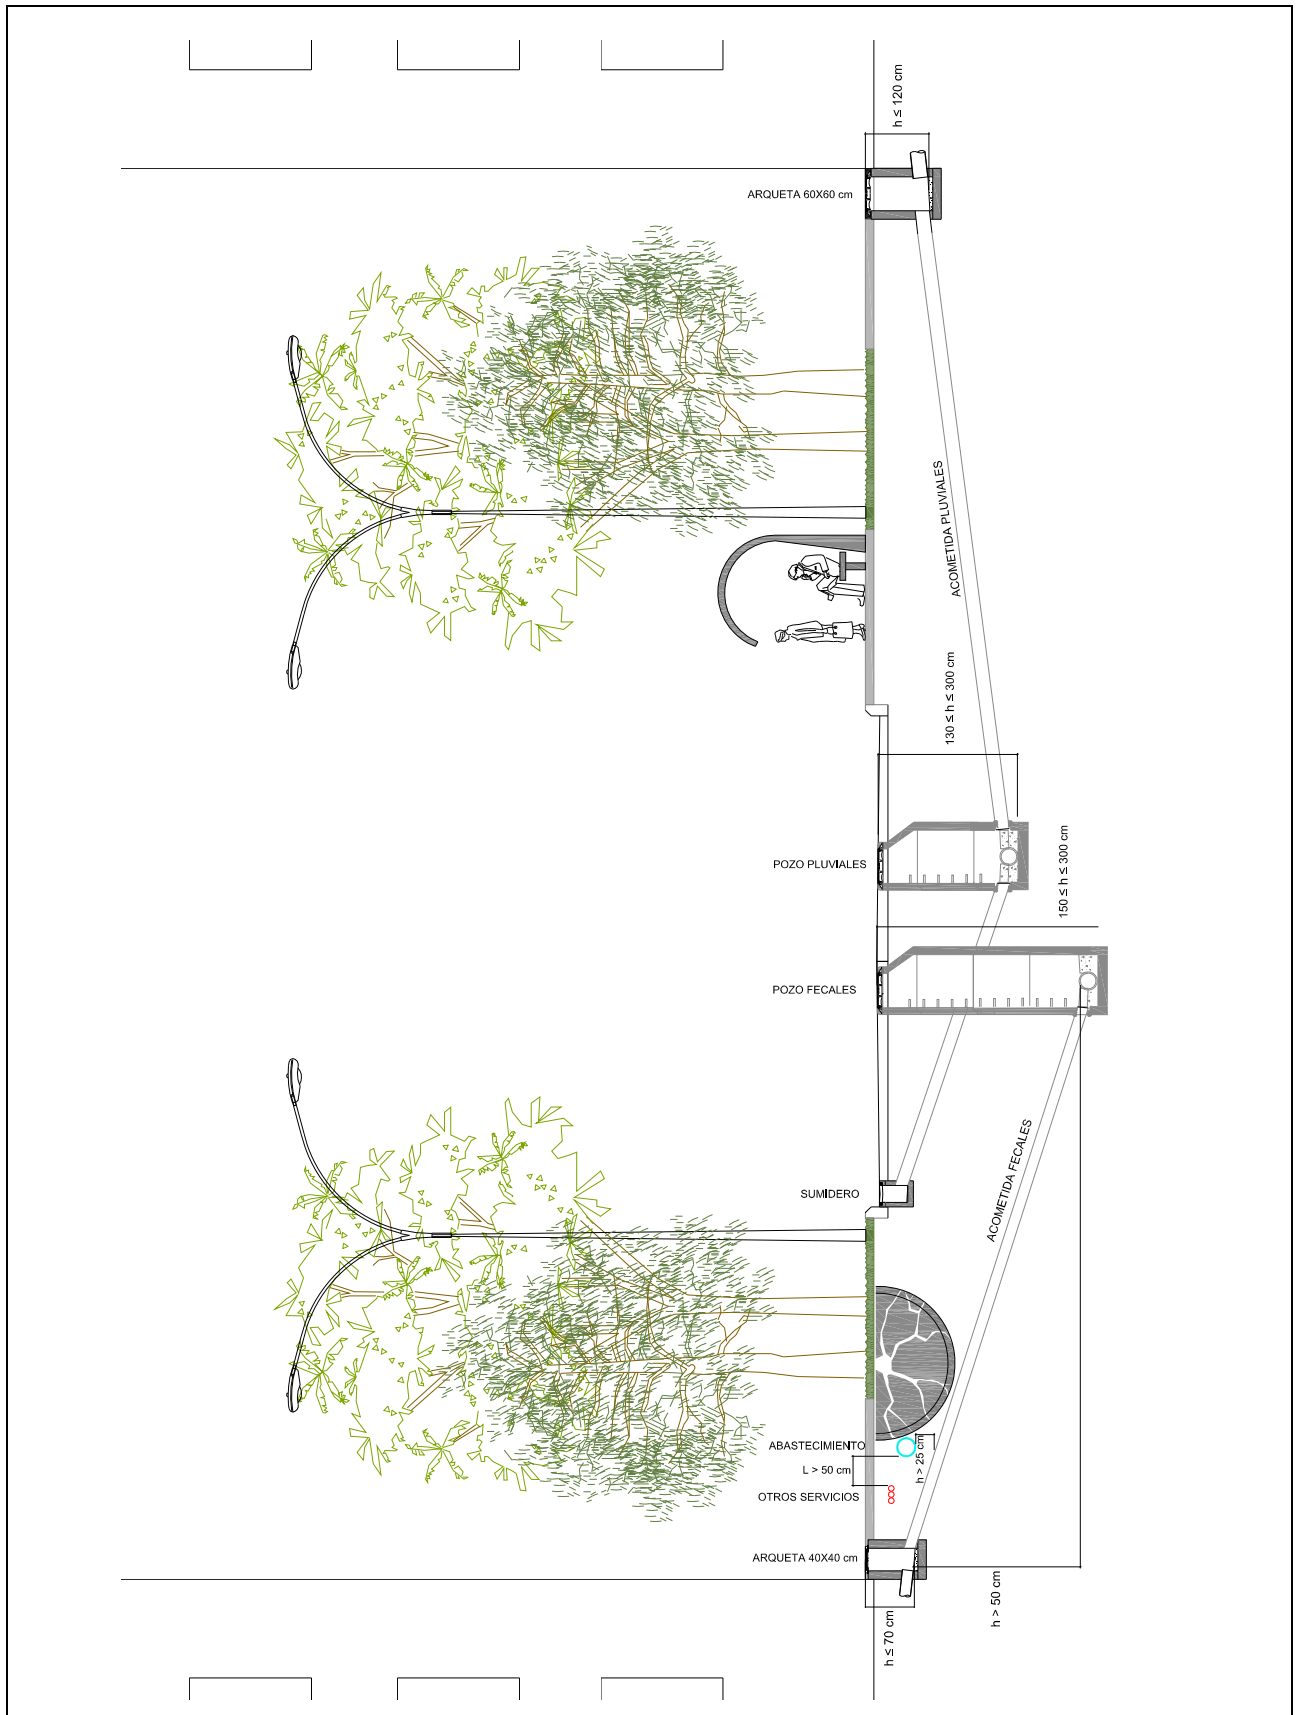 h ≤ 120 cm
ARQUETA 60X60 cm
ACOMETIDA PLUVIALES
130 ≤ h ≤ 300 cm
POZO PLUVIALES
150 ≤ h ≤ 300 cm
POZO FECALES
SUMIDERO
ACOMETIDA FECALES
ABASTECIMIENTO
h > 25 cm
L > 50 cm
OTROS SERVICIOS
ARQUETA 40X40 cm
h > 50 cm
h ≤ 70 cm